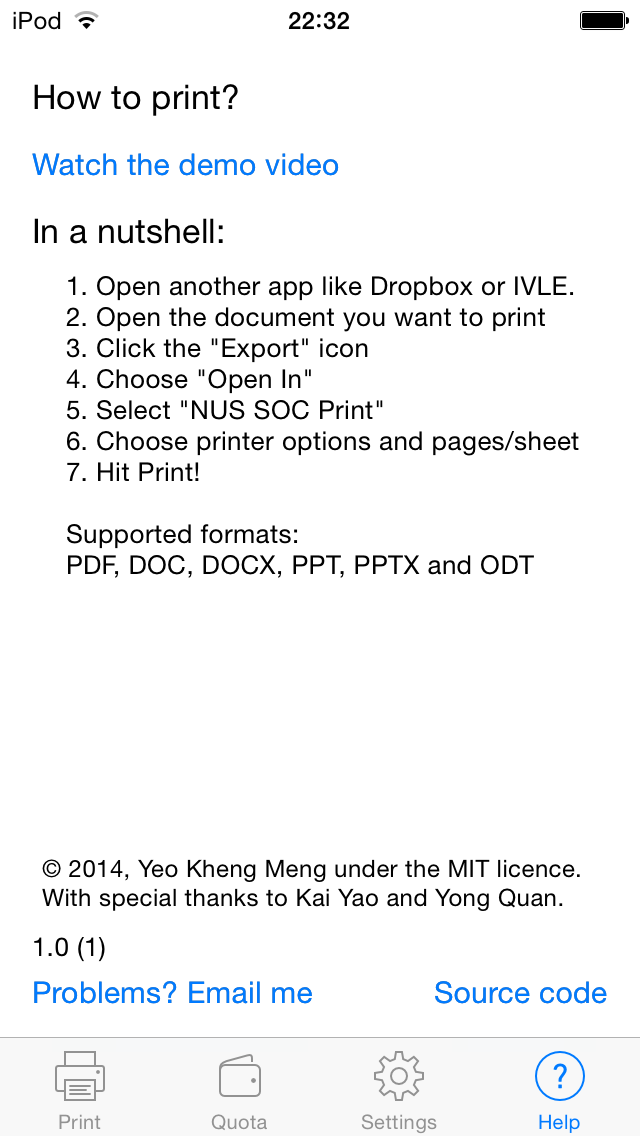 iPod 22:32
How to print?
Watch the demo video
In a nutshell:
1. Open another app like Dropbox or IVLE.
2. Open the document you want to print
3. Click the "Export" icon
4. Choose "Open In"
5. Select "NUS SOC Print"
6. Choose printer options and pages/sheet
7. Hit Print!
Supported formats:
PDF, DOC, DOCX, PPT, PPTX and ODT
© 2014, Yeo Kheng Meng under the MIT licence.
With special thanks to Kai Yao and Yong Quan.
1.0 (1)
Problems? Email me Source code
Print Quota Settings Help